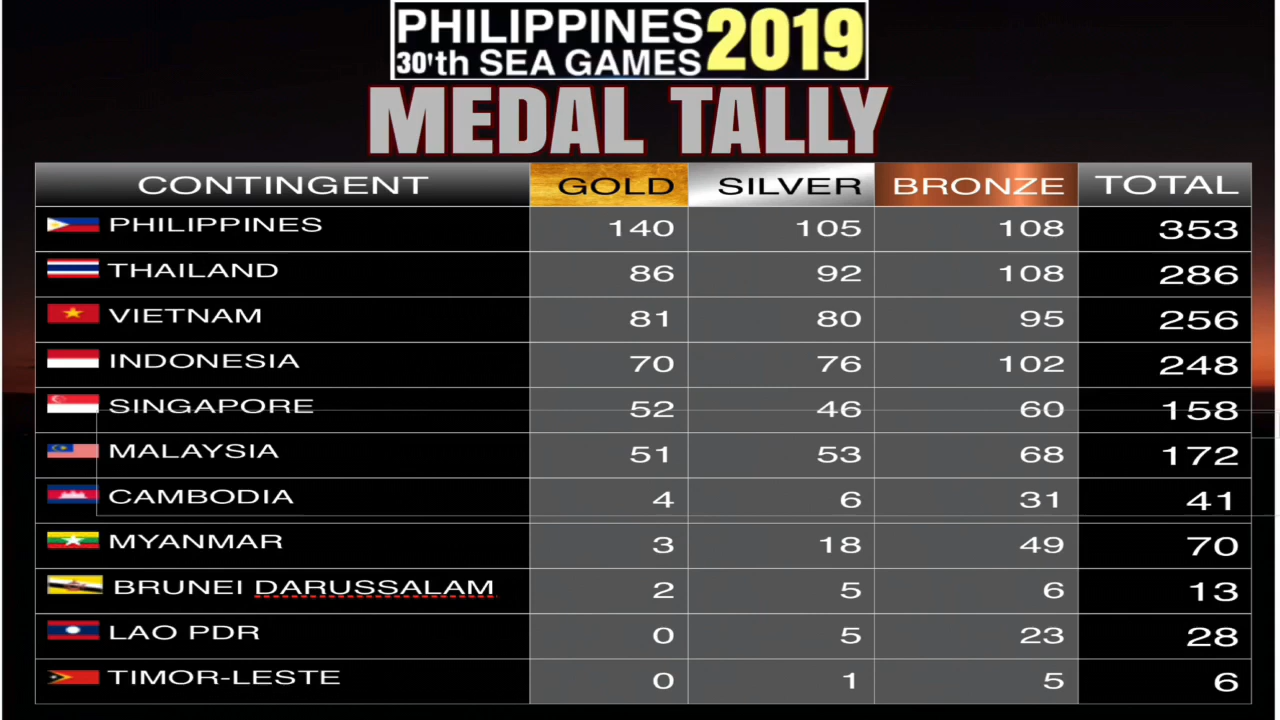 PHILIPPINES 2019
30'th SEA GAMES
MEDAL TALLY
CONTINGENT GOLD SILVER BRONZE TOTAL
PHILIPPINES 140 105 108 353
THAILAND 86 92 108 286
VIETNAM 81 80 95 256
INDONESIA 70 76 102 248
SINGAPORE 52 46 60 158
MALAYSIA 51 53 68 172
CAMBODIA 4 6 31 41
MYANMAR 3 18 49 70
BRUNEI DARUSSALAM 2 5 6 13
LAO PDR 0 5 23 28
TIMOR-LESTE 0 1 5 6